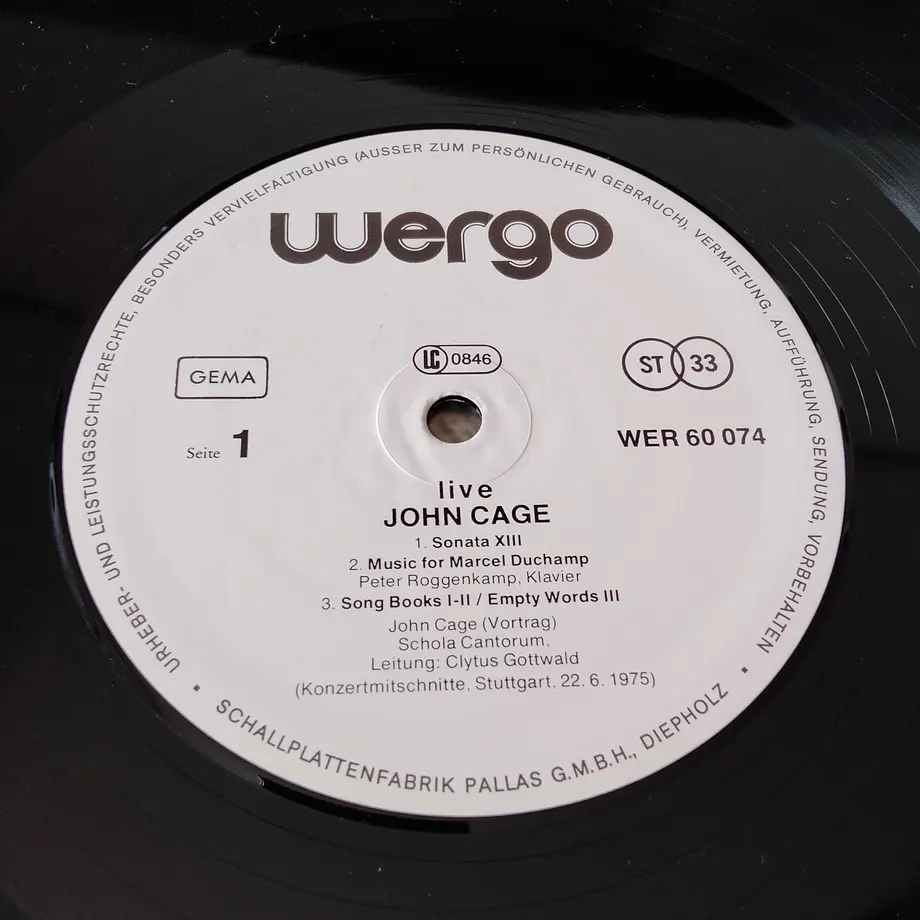 URHEBER- UND LEISTUNGSSCHUTZRECHTE, BESONDERS VERVIELFÄLTIGUNG (AUSSER ZUM PERSÖNLICHEN GEBRAUCH), VERMIETUNG, AUFFÜHRUNG, SENDUNG, VORBEHALTEN
wergo
GEMA
LC 0846
ST 33
Seite 1
WER 60 074
live
JOHN CAGE
1. Sonata XIII
2. Music for Marcel Duchamp
Peter Roggenkamp, Klavier
3. Song Books I-II / Empty Words III
John Cage (Vortrag)
Schola Cantorum,
Leitung: Clytus Gottwald
(Konzertmitschnitte, Stuttgart, 22. 6. 1975)
· SCHALLPLATTENFABRIK PALLAS G.M.B.H., DIEPHOLZ ·